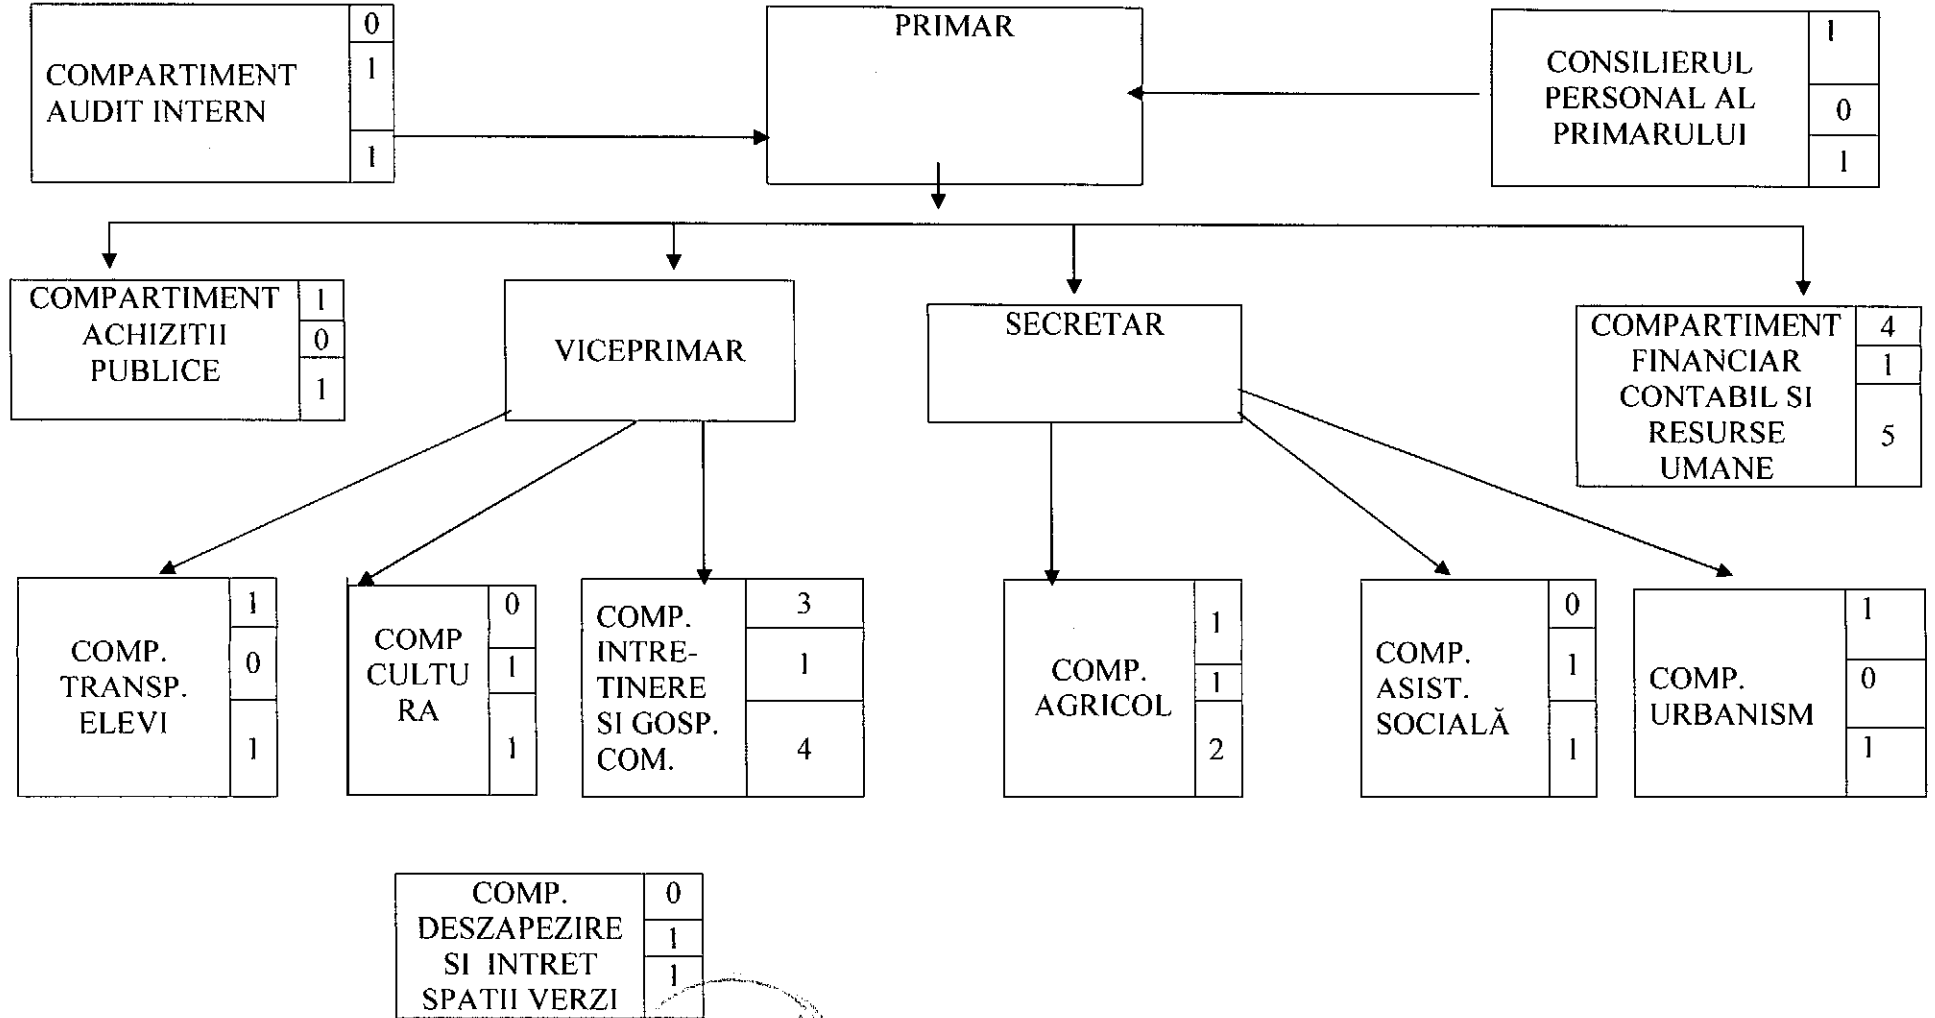 COMPARTIMENT
AUDIT INTERN
0
1
1
PRIMAR
CONSILIERUL
PERSONAL AL
PRIMARULUI
1
0
1
COMPARTIMENT
ACHIZITII
PUBLICE
1
0
1
VICEPRIMAR
SECRETAR
COMPARTIMENT
FINANCIAR
CONTABIL SI
RESURSE
UMANE
4
1
5
COMP.
TRANSP.
ELEVI
1
0
1
COMP
CULTU
RA
0
1
1
COMP.
INTRE-
TINERE
SI GOSP.
COM.
3
1
4
COMP.
AGRICOL
1
1
2
COMP.
ASIST.
SOCIALĂ
0
1
1
COMP.
URBANISM
1
0
1
COMP.
DESZAPEZIRE
SI INTRET
SPATII VERZI
0
1
1